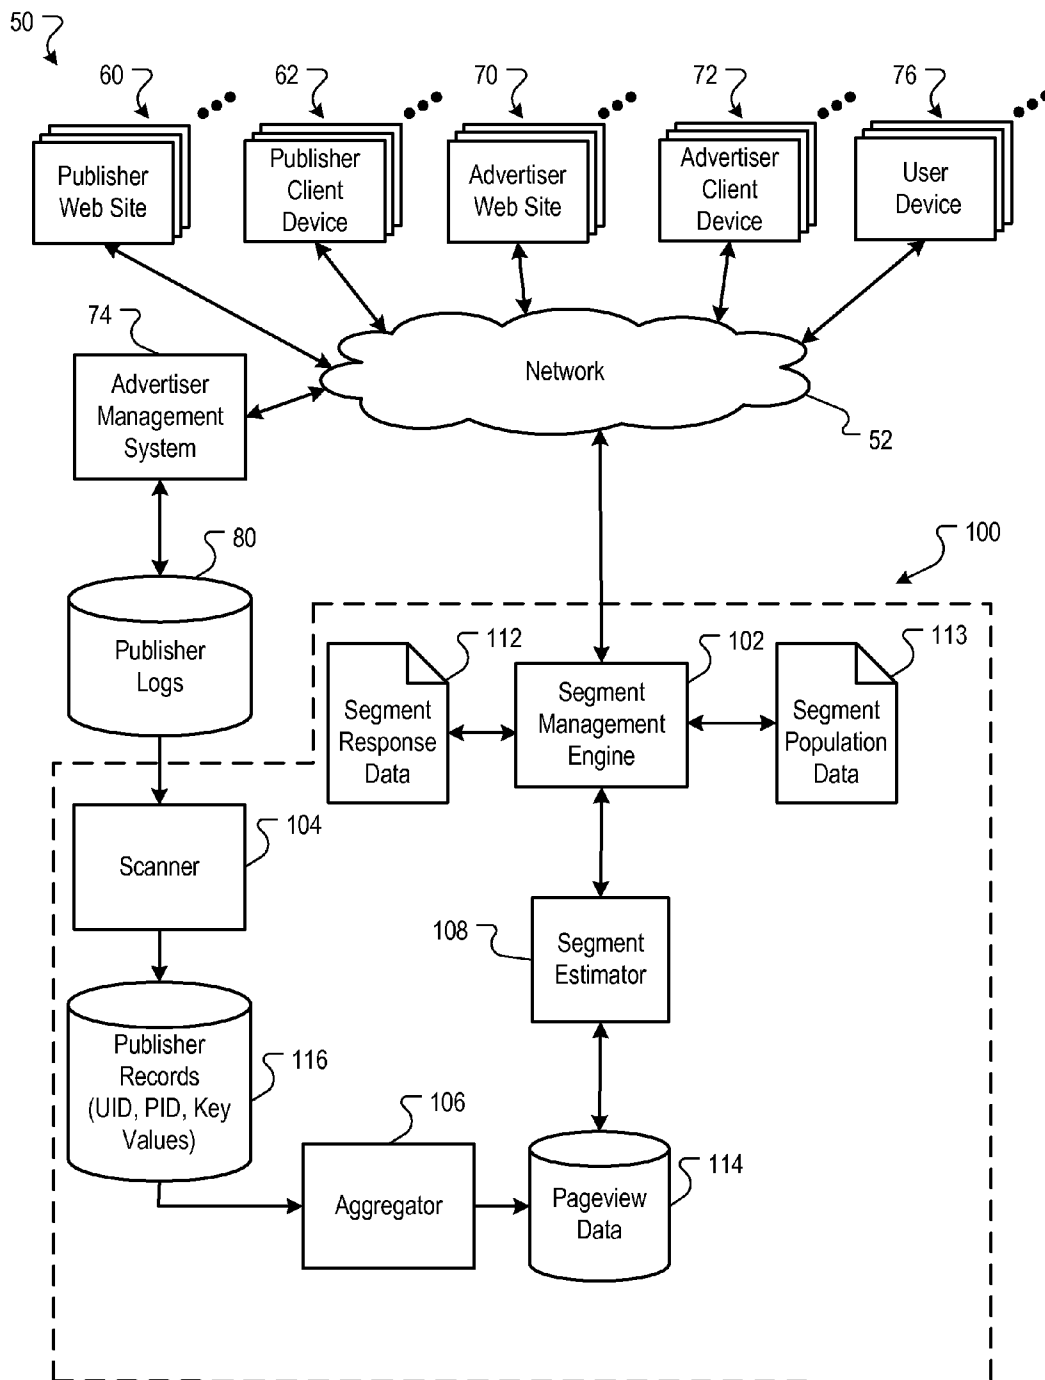 50
60
62
70
72
76
Publisher
Web Site
Publisher
Client
Device
Advertiser
Web Site
Advertiser
Client
Device
User
Device
74
Advertiser
Management
System
Network
52
80
Publisher
Logs
100
112
Segment
Response
Data
102
Segment
Management
Engine
113
Segment
Population
Data
Scanner
104
108
Segment
Estimator
Publisher
Records
(UID, PID, Key
Values)
116
106
Aggregator
Pageview
Data
114